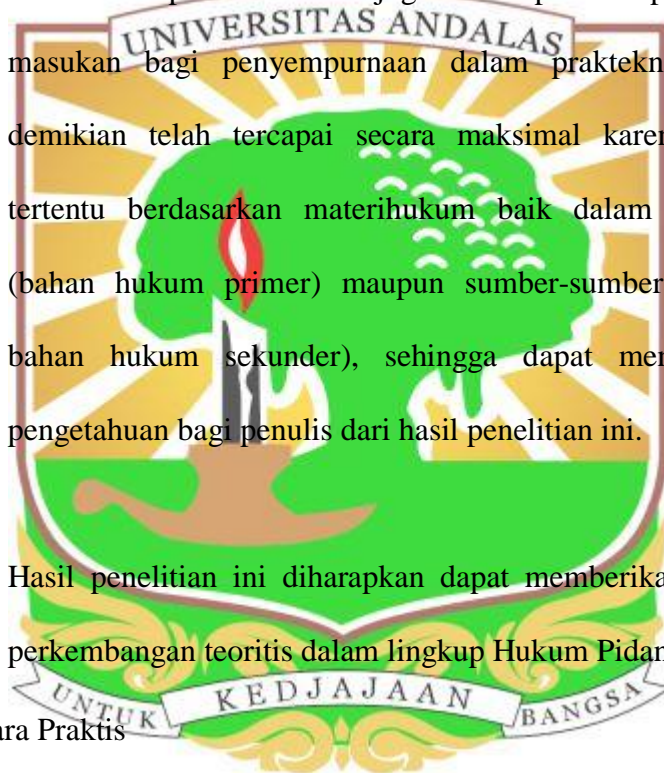 UNIVERSITAS ANDALAS
masukan bagi penyempurnaan dalam praktekn
demikian telah tercapai secara maksimal karen
tertentu berdasarkan materihukum baik dalam
(bahan hukum primer) maupun sumber-sumber
bahan hukum sekunder), sehingga dapat mem
pengetahuan bagi penulis dari hasil penelitian ini.
Hasil penelitian ini diharapkan dapat memberika
perkembangan teoritis dalam lingkup Hukum Pidan
UNTUK KEDJAJAAN BANGSA
ara Praktis